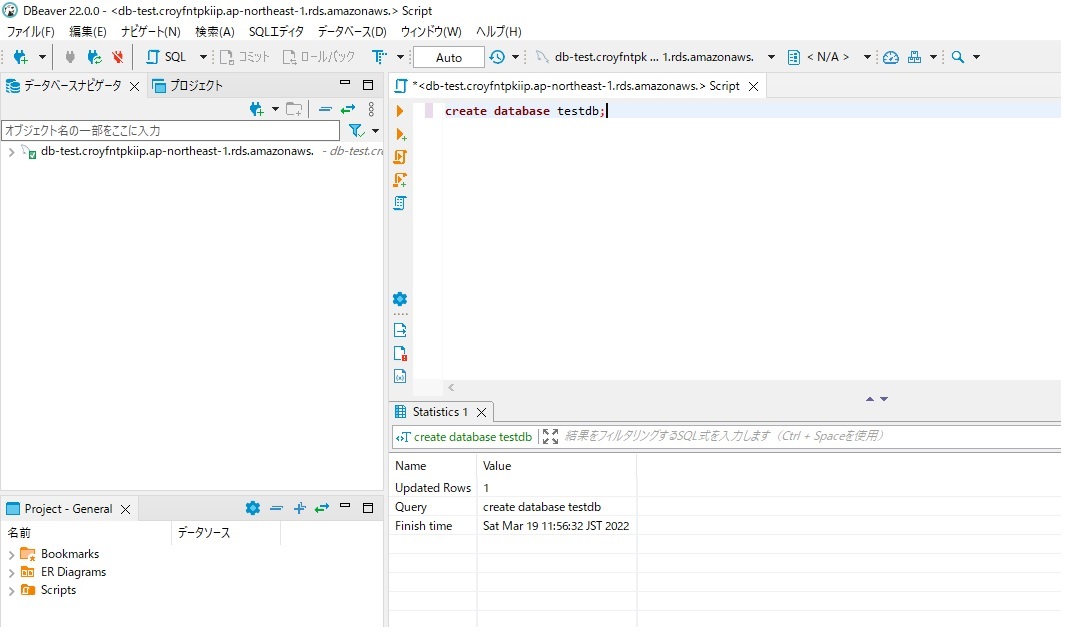 DBeaver 22.0.0 - <db-test.croyfntpkiip.ap-northeast-1.rds.amazonaws.> Script
ファイル(F) 編集(E) ナビゲート(N) 検索(A) SQLエディタ データベース(D) ウィンドウ(W) ヘルプ(H)
SQL コミット ロールバック Auto db-test.croyfntpk ... 1.rds.amazonaws. < N/A >
データベースナビゲータ プロジェクト
*<db-test.croyfntpkiip.ap-northeast-1.rds.amazonaws.> Script
オブジェクト名の一部をここに入力
db-test.croyfntpkiip.ap-northeast-1.rds.amazonaws. - db-test.cr
create database testdb;
Statistics 1
create database testdb 結果をフィルタリングするSQL式を入力します（Ctrl + Spaceを使用）
Name Value
Updated Rows 1
Query create database testdb
Finish time Sat Mar 19 11:56:32 JST 2022
Project - General
名前 データソース
Bookmarks
ER Diagrams
Scripts